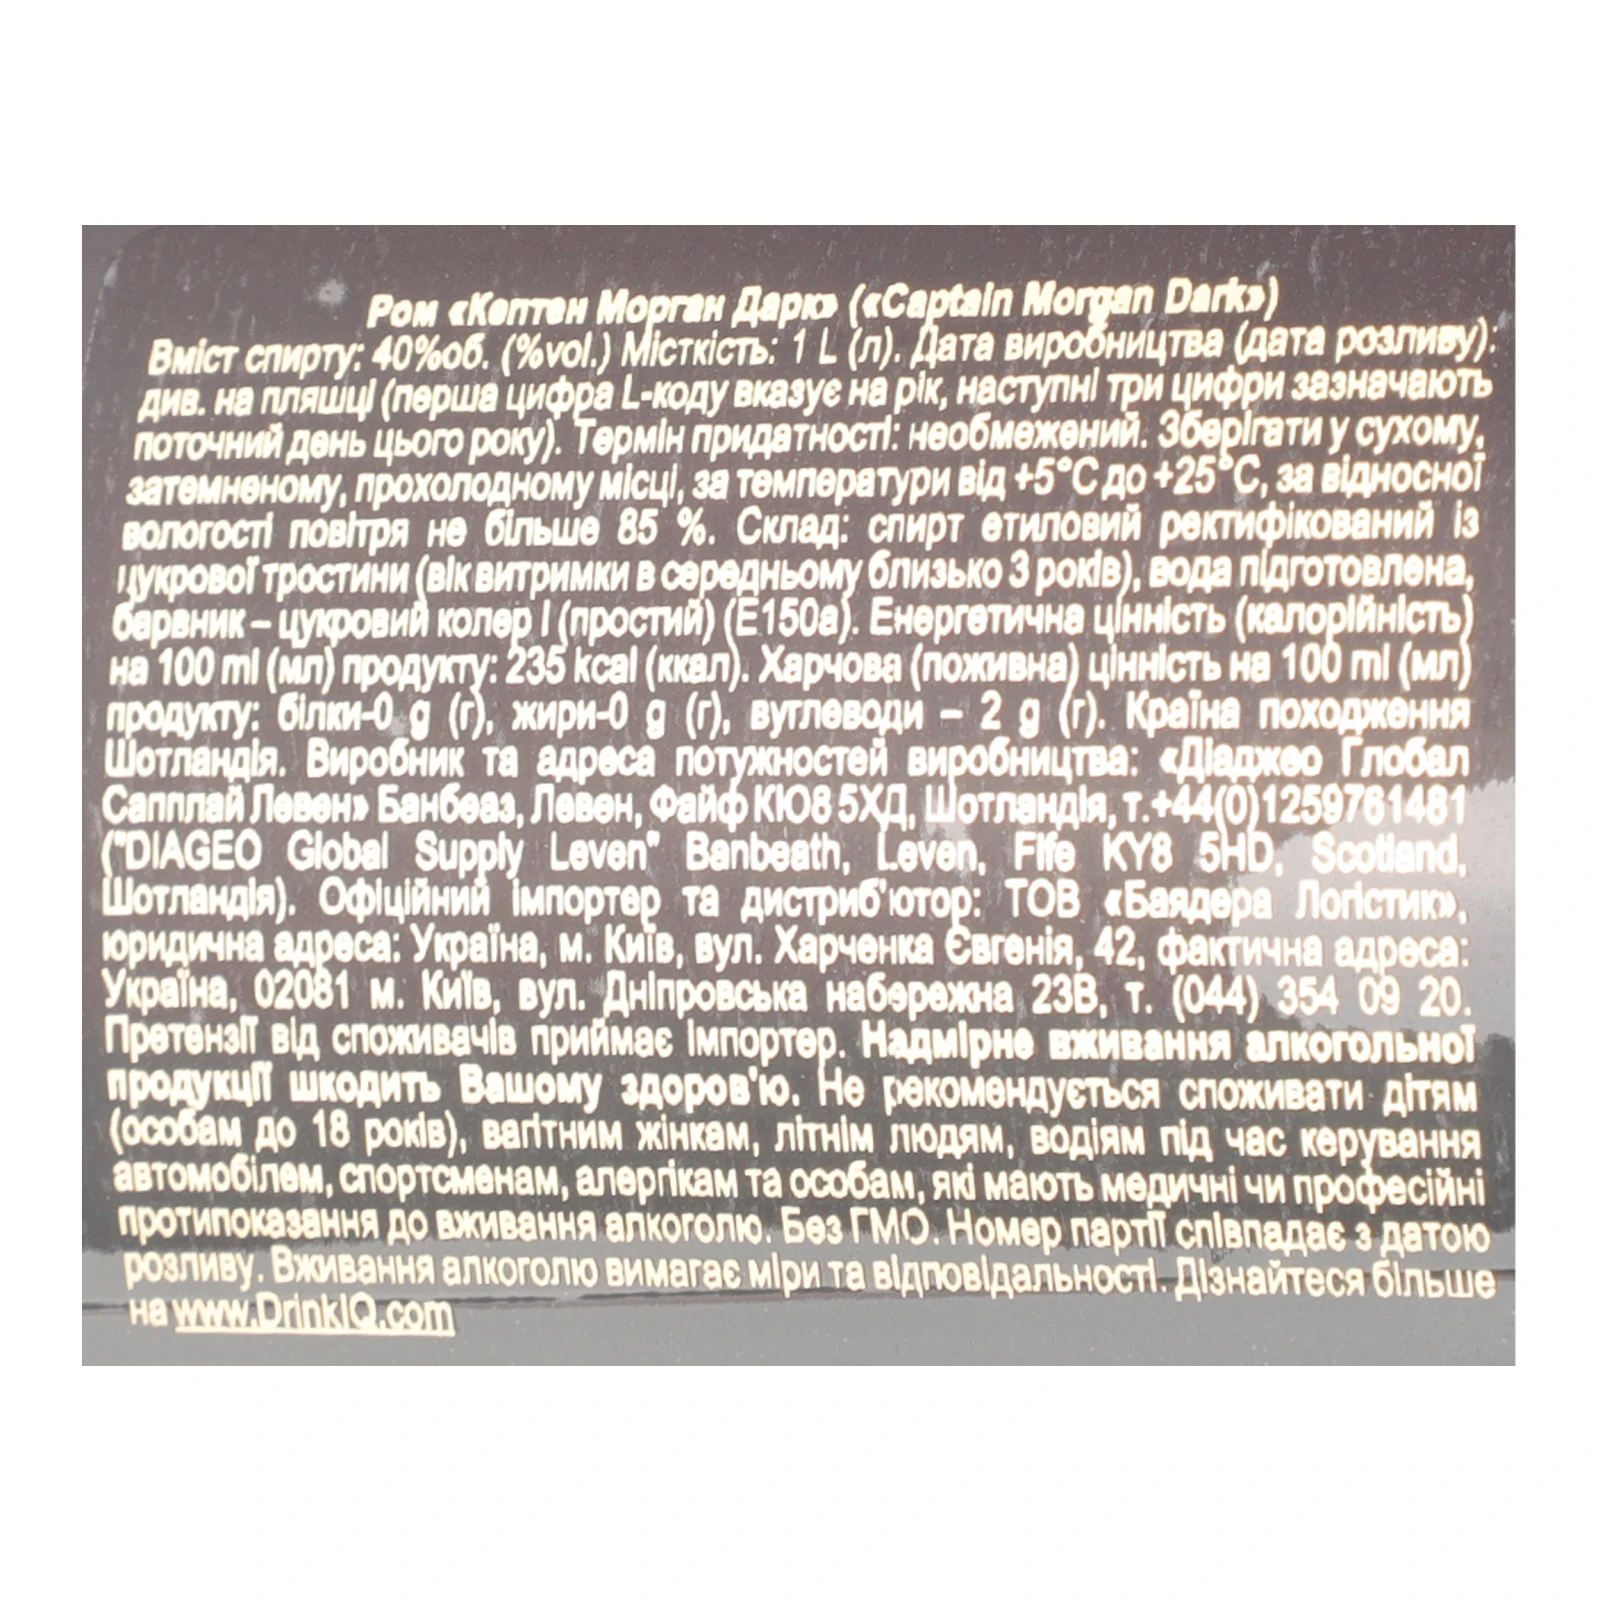 Ром «Кептен Морган Дарк» («Captain Morgan Dark»)
Вміст спирту: 40%об. (%vol.) Місткість: 1 L (л). Дата виробництва (дата розливу):
див. на пляшці (перша цифра L-коду вказує на рік, наступні три цифри зазначають
поточний день цього року). Термін придатності: необмежений. Зберігати у сухому,
затемненому, прохолодному місці, за температури від +5°С до +25°С, за відносної
вологості повітря не більше 85 %. Склад: спирт етиловий ректифікований із
цукрової тростини (вік витримки в середньому близько 3 років), вода підготовлена,
барвник – цукровий колер І (простий) (Е150а). Енергетична цінність (калорійність)
на 100 ml (мл) продукту: 235 kcal (ккал). Харчова (поживна) цінність на 100 ml (мл)
продукту: білки-0 g (г), жири-0 g (г), вуглеводи – 2 g (г). Країна походження
Шотландія. Виробник та адреса потужностей виробництва: «Діаджео Глобал
Сапплай Левен» Банбеаз, Левен, Файф КЮ8 5ХД, Шотландія, т.+44(0)1259761481
("DIAGEO Global Supply Leven" Banbeath, Leven, Fife KY8 5HD, Scotland,
Шотландія). Офіційний імпортер та дистриб'ютор: ТОВ «Баядера Логістик»,
юридична адреса: Україна, м. Київ, вул. Харченка Євгенія, 42, фактична адреса:
Україна, 02081 м. Київ, вул. Дніпровська набережна 23В, т. (044) 354 09 20.
Претензії від споживачів приймає імпортер. Надмірне вживання алкогольної
продукції шкодить Вашому здоров'ю. Не рекомендується споживати дітям
(особам до 18 років), вагітним жінкам, літнім людям, водіям під час керування
автомобілем, спортсменам, алергікам та особам, які мають медичні чи професійні
протипоказання до вживання алкоголю. Без ГМО. Номер партії співпадає з датою
розливу. Вживання алкоголю вимагає міри та відповідальності. Дізнайтеся більше
на www.DrinkIQ.com